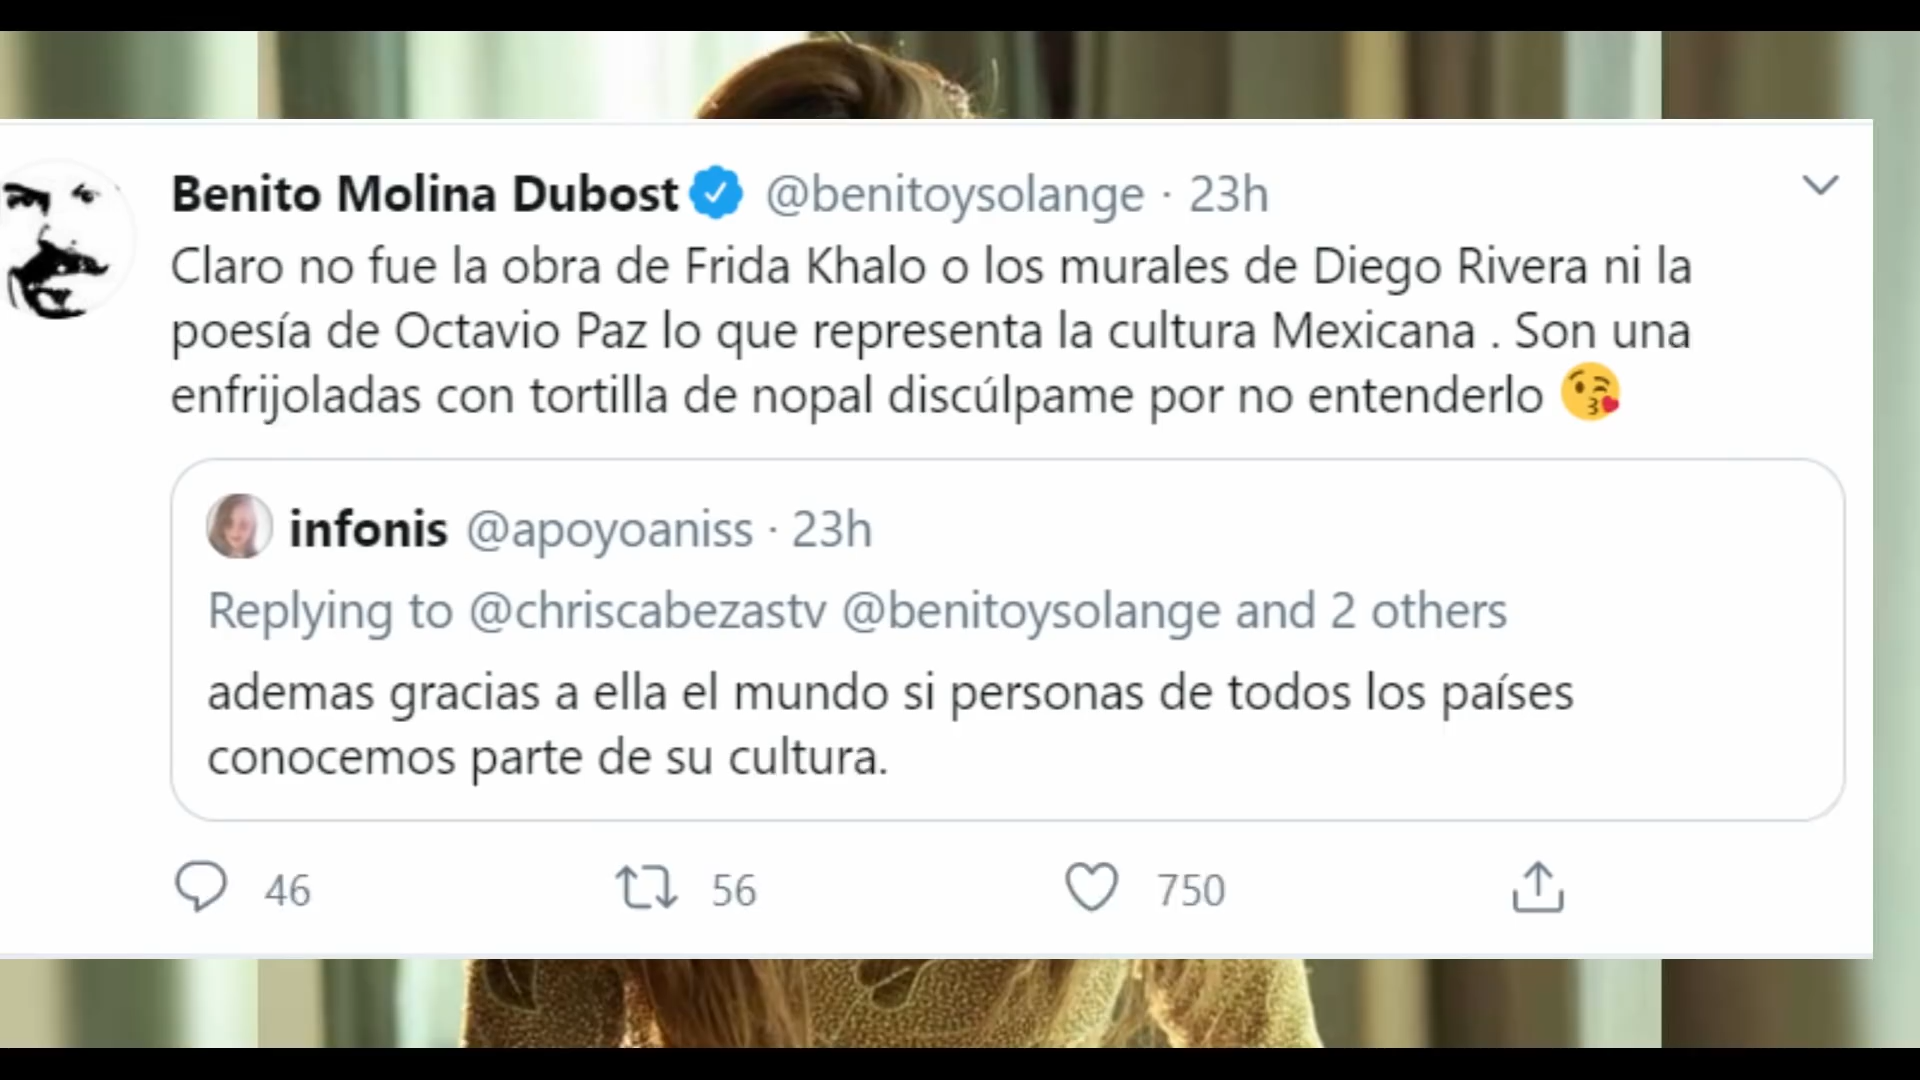 Benito Molina Dubost @benitoysolange · 23h
Claro no fue la obra de Frida Khalo o los murales de Diego Rivera ni la
poesía de Octavio Paz lo que representa la cultura Mexicana . Son una
enfrijoladas con tortilla de nopal discúlpame por no entenderlo 😘
infonis @apoyoaniss · 23h
Replying to @chriscabezastv @benitoysolange and 2 others
ademas gracias a ella el mundo si personas de todos los países
conocemos parte de su cultura.
46 56 750